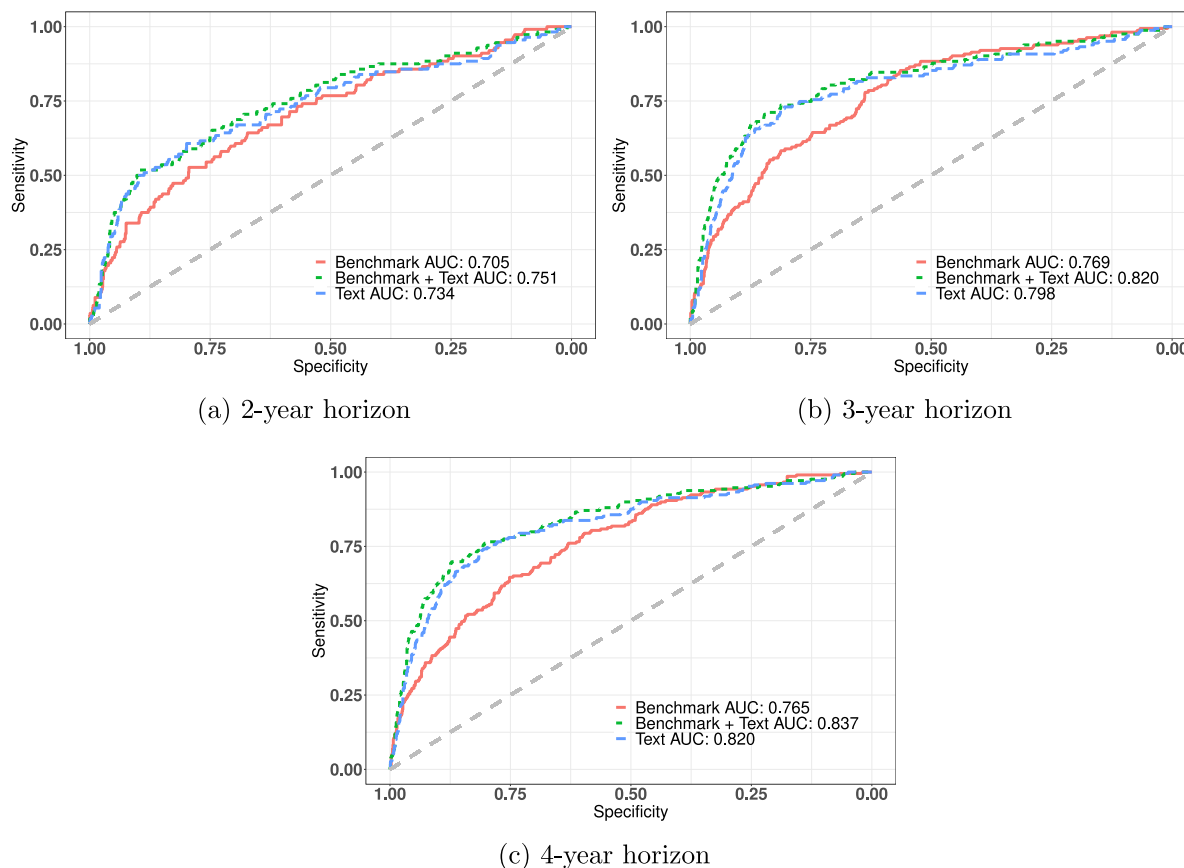 1.00
0.75
0.50
0.25
0.00
Sensitivity
Benchmark AUC: 0.705
Benchmark + Text AUC: 0.751
Text AUC: 0.734
1.00 0.75 0.50 0.25 0.00
Specificity
(a) 2-year horizon
1.00
0.75
0.50
0.25
0.00
Sensitivity
Benchmark AUC: 0.769
Benchmark + Text AUC: 0.820
Text AUC: 0.798
1.00 0.75 0.50 0.25 0.00
Specificity
(b) 3-year horizon
1.00
0.75
0.50
0.25
0.00
Sensitivity
Benchmark AUC: 0.765
Benchmark + Text AUC: 0.837
Text AUC: 0.820
1.00 0.75 0.50 0.25 0.00
Specificity
(c) 4-year horizon